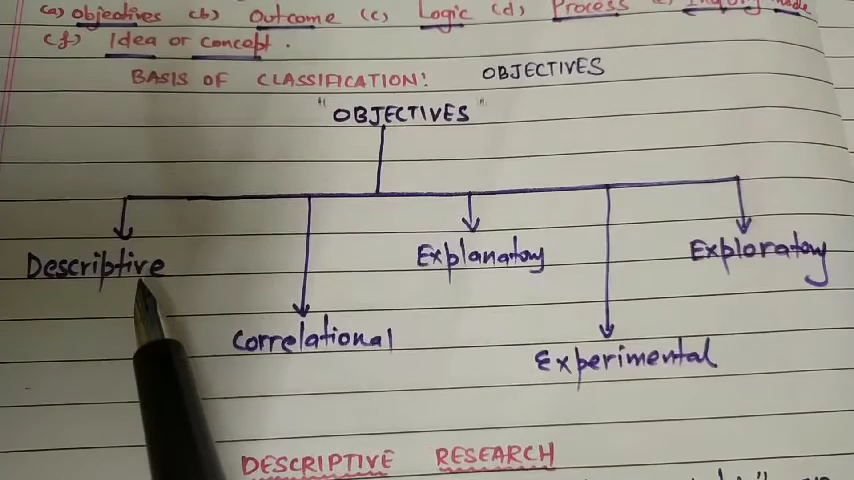 (a) objectives (b) Outcome (c) Logic (d) Process
(f) Idea or concept.
BASIS OF CLASSIFICATION! OBJECTIVES
"OBJECTIVES"
Descriptive
Correlational
Explanatory
Experimental
Exploratory
DESCRIPTIVE RESEARCH